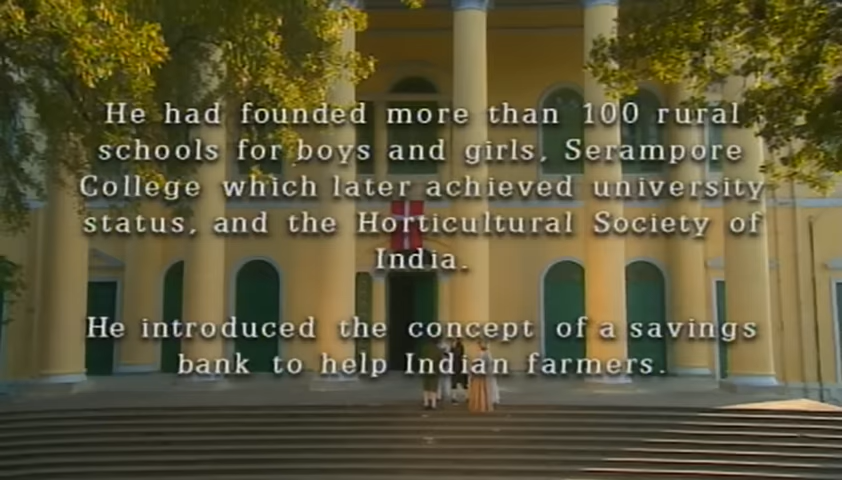 He had founded more than 100 rural
schools for boys and girls, Serampore
College which later achieved university
status, and the Horticultural Society of
India.
He introduced the concept of a savings
bank to help Indian farmers.